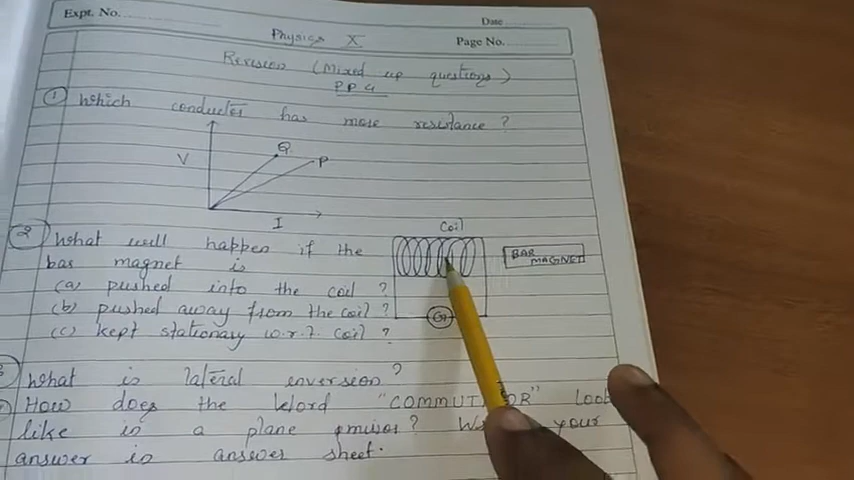 Expt. No.
Date
Physics X
Page No.
Revision (Mixed up questions)
① Which conductor has more resistance ?
V
Q
P
I
② What will happen if the
bar magnet is
(a) pushed into the coil ?
(b) pushed away from the coil ?
(c) kept stationary w.r.t. coil ?
Coil
BAR
MAGNET
G
3 What is lateral inversion ?
How does the word "COMMUT OR" look
like in a plane mirror? your
answer in answer sheet.